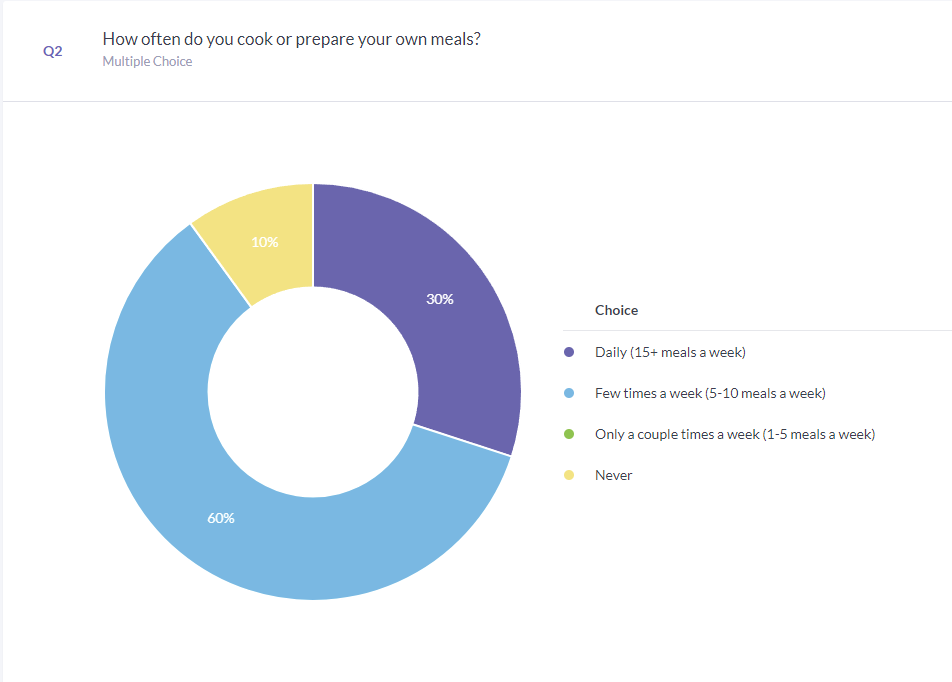 Q2
How often do you cook or prepare your own meals?
Multiple Choice
10%
30%
60%
Choice
Daily (15+ meals a week)
Few times a week (5-10 meals a week)
Only a couple times a week (1-5 meals a week)
Never